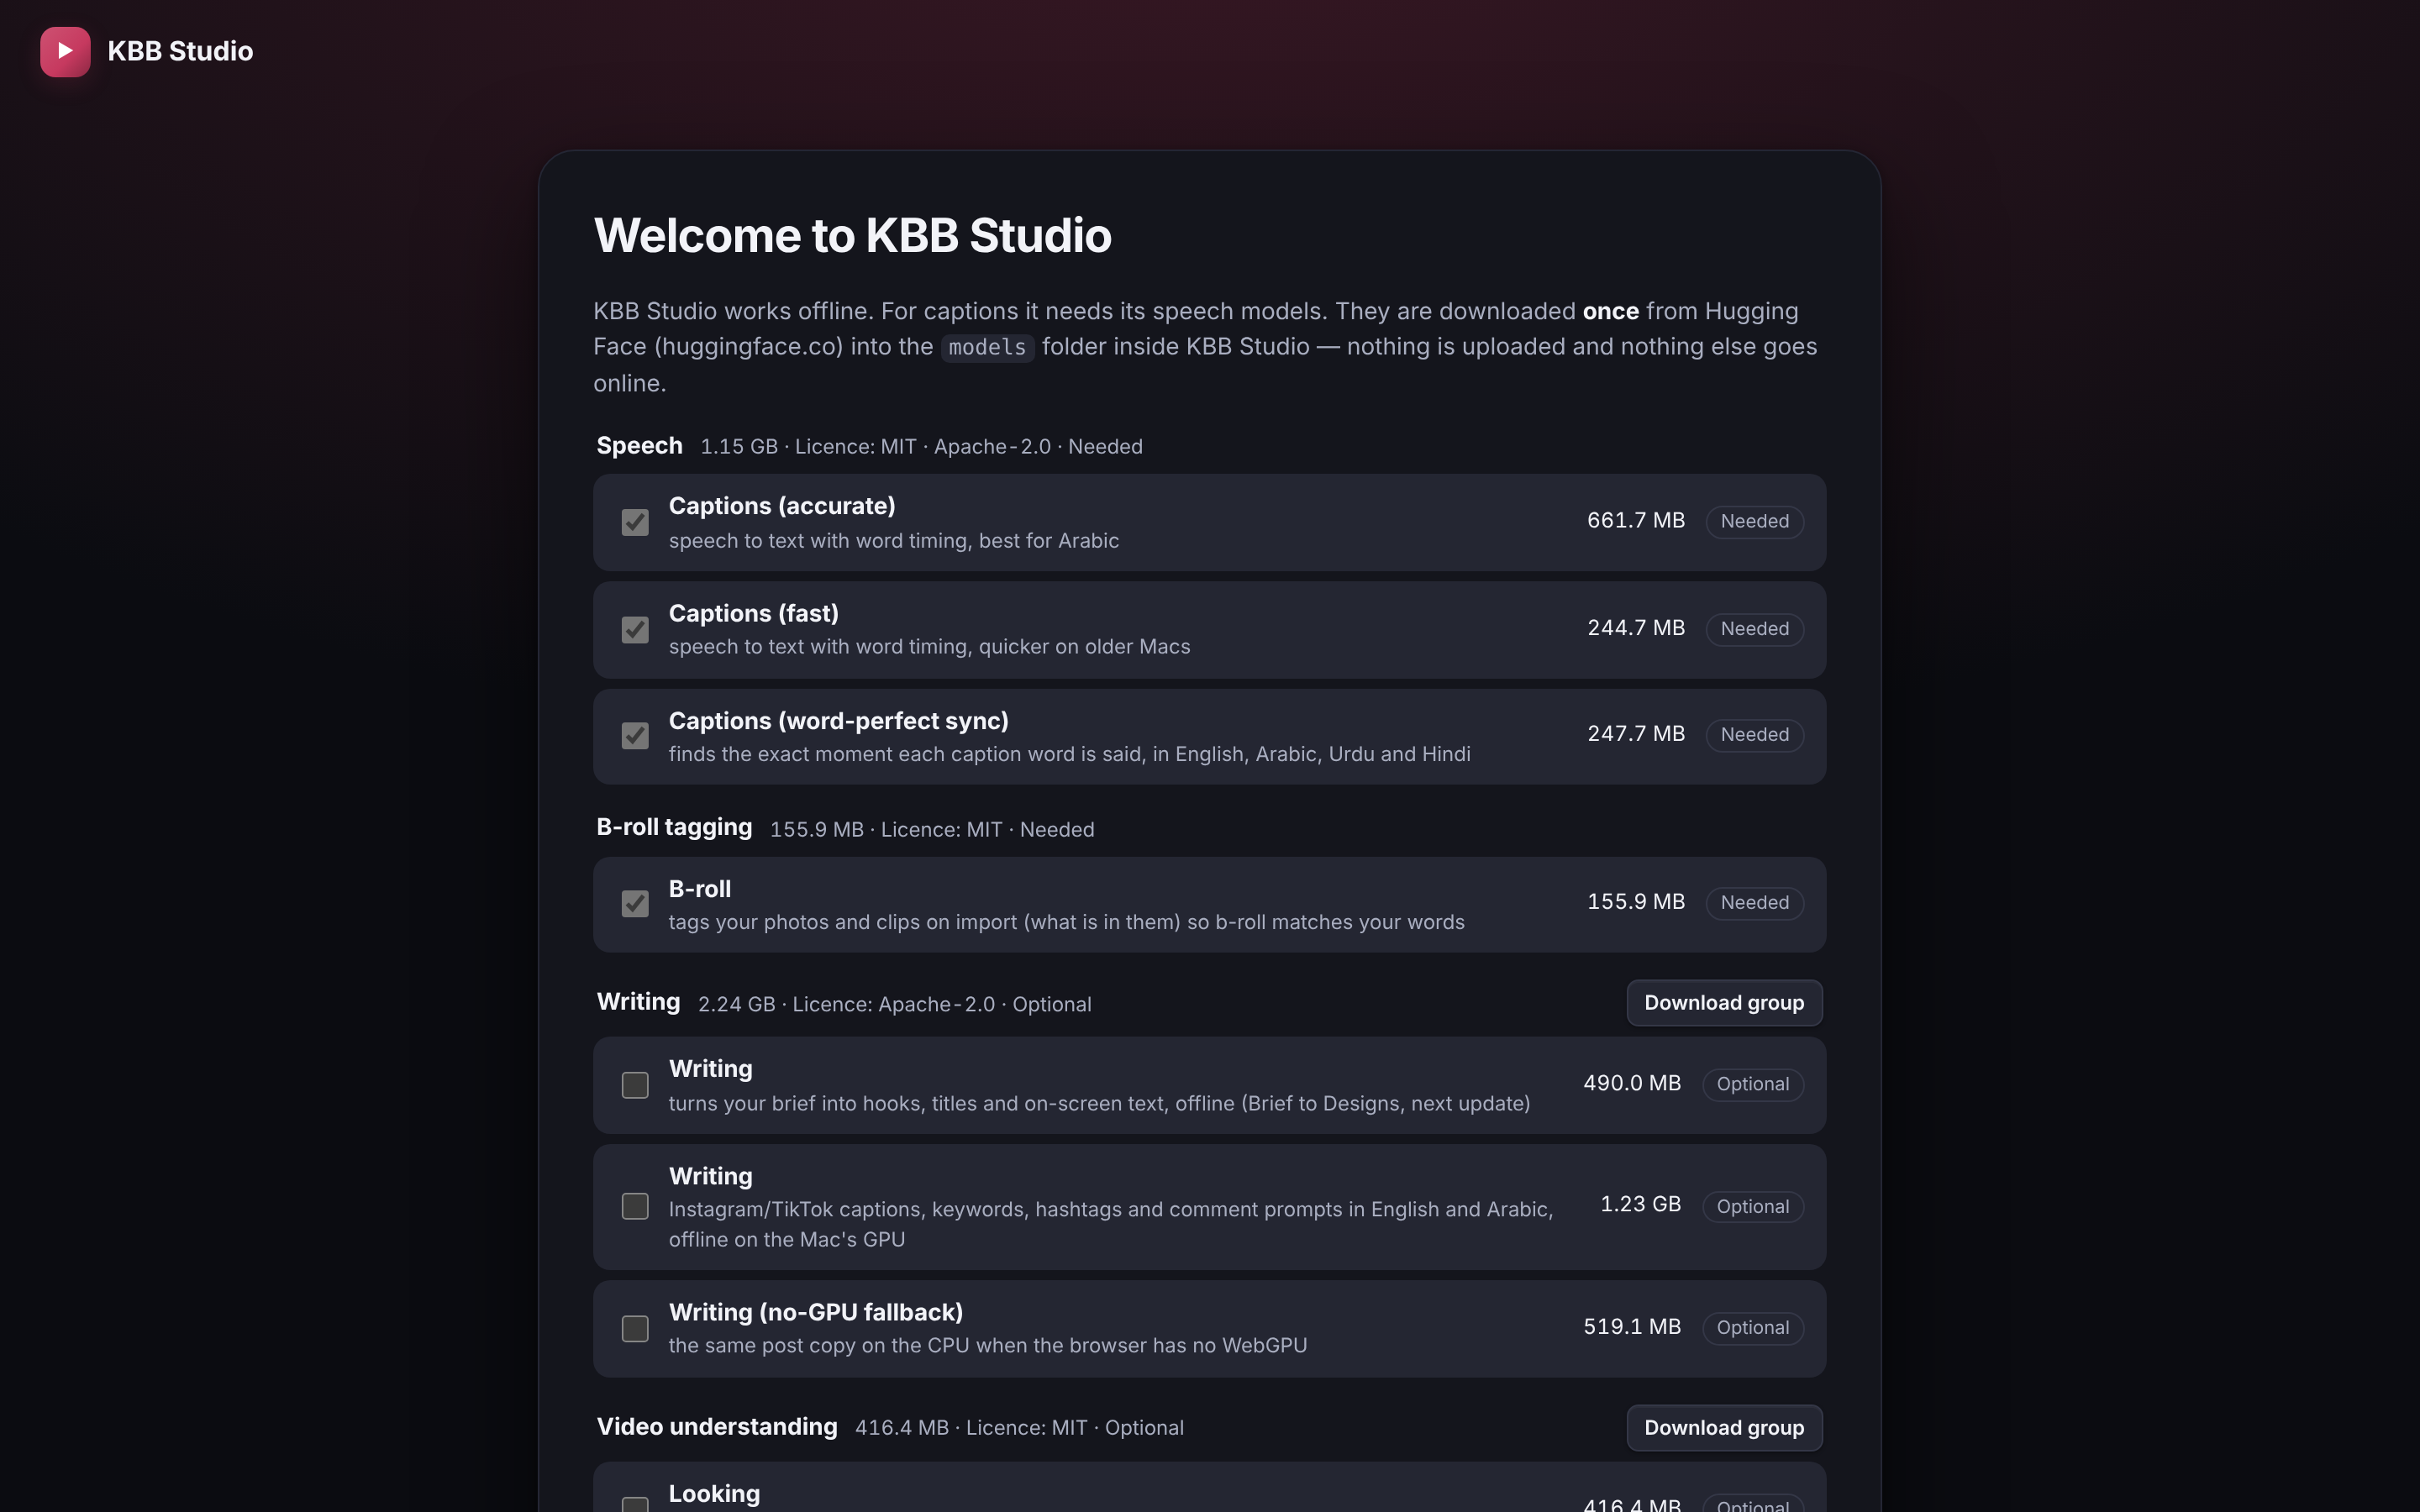 KBB Studio
Welcome to KBB Studio
KBB Studio works offline. For captions it needs its speech models. They are downloaded once from Hugging
Face (huggingface.co) into the models folder inside KBB Studio — nothing is uploaded and nothing else goes
online.
Speech 1.15 GB · Licence: MIT · Apache-2.0 · Needed
Captions (accurate)
speech to text with word timing, best for Arabic
661.7 MB Needed
Captions (fast)
speech to text with word timing, quicker on older Macs
244.7 MB Needed
Captions (word-perfect sync)
finds the exact moment each caption word is said, in English, Arabic, Urdu and Hindi
247.7 MB Needed
B-roll tagging 155.9 MB · Licence: MIT · Needed
B-roll
tags your photos and clips on import (what is in them) so b-roll matches your words
155.9 MB Needed
Writing 2.24 GB · Licence: Apache-2.0 · Optional Download group
Writing
turns your brief into hooks, titles and on-screen text, offline (Brief to Designs, next update)
490.0 MB Optional
Writing
Instagram/TikTok captions, keywords, hashtags and comment prompts in English and Arabic,
offline on the Mac's GPU
1.23 GB Optional
Writing (no-GPU fallback)
the same post copy on the CPU when the browser has no WebGPU
519.1 MB Optional
Video understanding 416.4 MB · Licence: MIT · Optional Download group
Looking
416.4 MB Optional